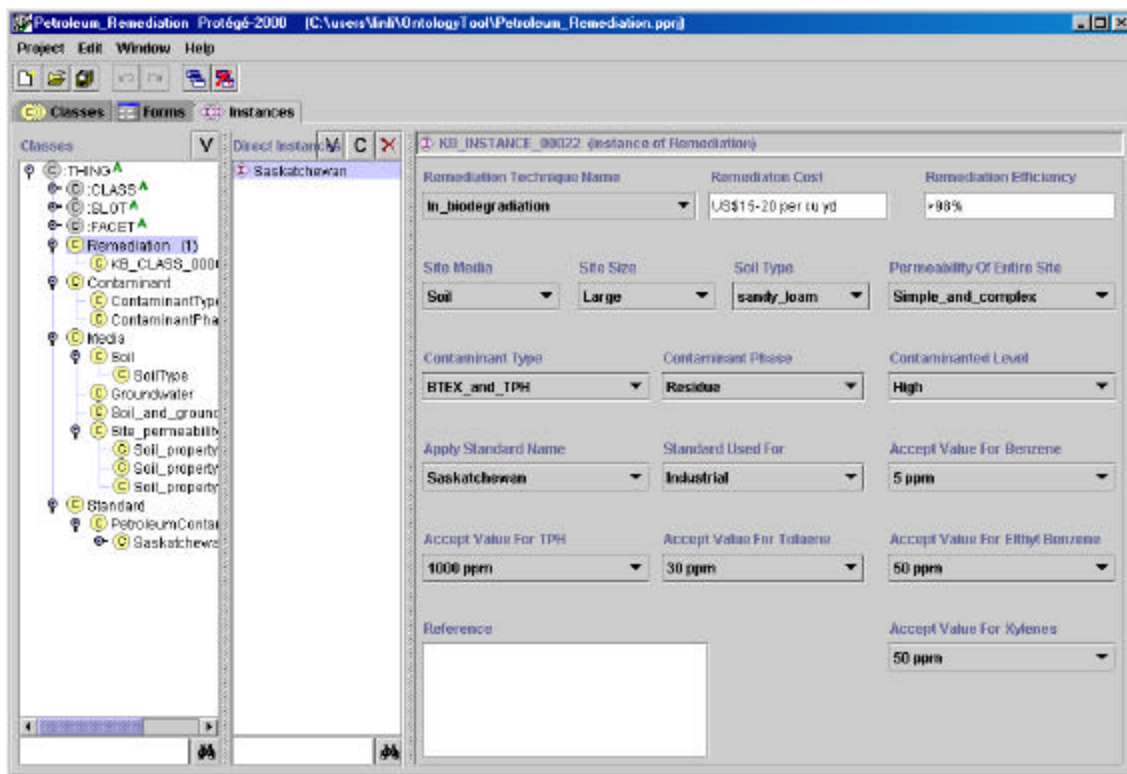 Petroleum_Remediation Protégé-2000 (C:\users\linli\OntologyTool\Petroleum_Remediation.pprj)
Project Edit Window Help
Classes Forms Instances
Classes V
:THING A
:CLASS A
:SLOT A
:FACET A
Remediation (1)
KB_CLASS_000
Contaminant
ContaminantType
ContaminantPha
Media
Soil
SoilType
Groundwater
Soil_and_ground
Site_permeability
Soil_property
Soil_property
Soil_property
Standard
PetroleumContai
Saskatchewa
Direct Instances V C
Saskatchewan
KB_INSTANCE_00022 (instance of Remediation)
Remediation Technique Name Remediaton Cost Remediation Efficiency
In_biodegradiation US$15-20 per cu yd >98%
Site Media Site Size Soil Type Permeability Of Entire Site
Soil Large sandy_loam Simple_and_complex
Contaminant Type Contaminant Phase Contaminanted Level
BTEX_and_TPH Residue High
Apply Standard Name Standard Used For Accept Value For Benzene
Saskatchewan Industrial 5 ppm
Accept Value For TPH Accept Value For Toluene Accept Value For Elthyl Benzene
1000 ppm 30 ppm 50 ppm
Reference Accept Value For Xylenes
50 ppm